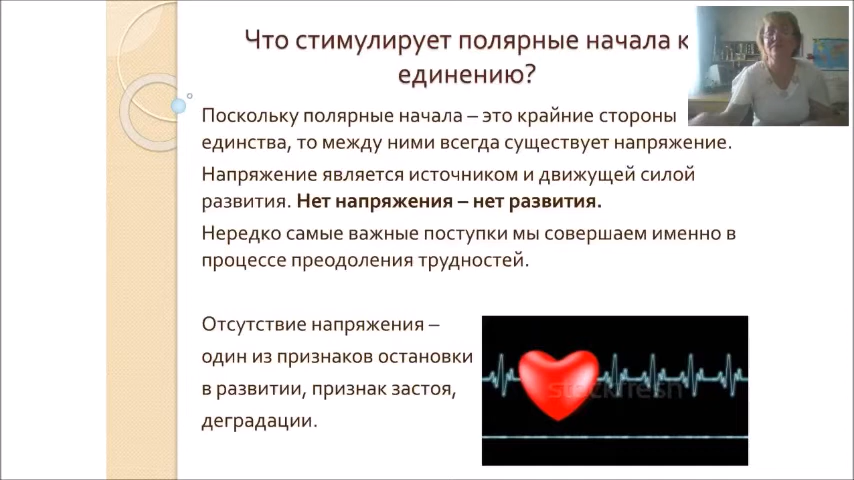 Что стимулирует полярные начала к
единению?
Поскольку полярные начала – это крайние стороны
единства, то между ними всегда существует напряжение.
Напряжение является источником и движущей силой
развития. Нет напряжения – нет развития.
Нередко самые важные поступки мы совершаем именно в
процессе преодоления трудностей.
Отсутствие напряжения –
один из признаков остановки
в развитии, признак застоя,
деградации.